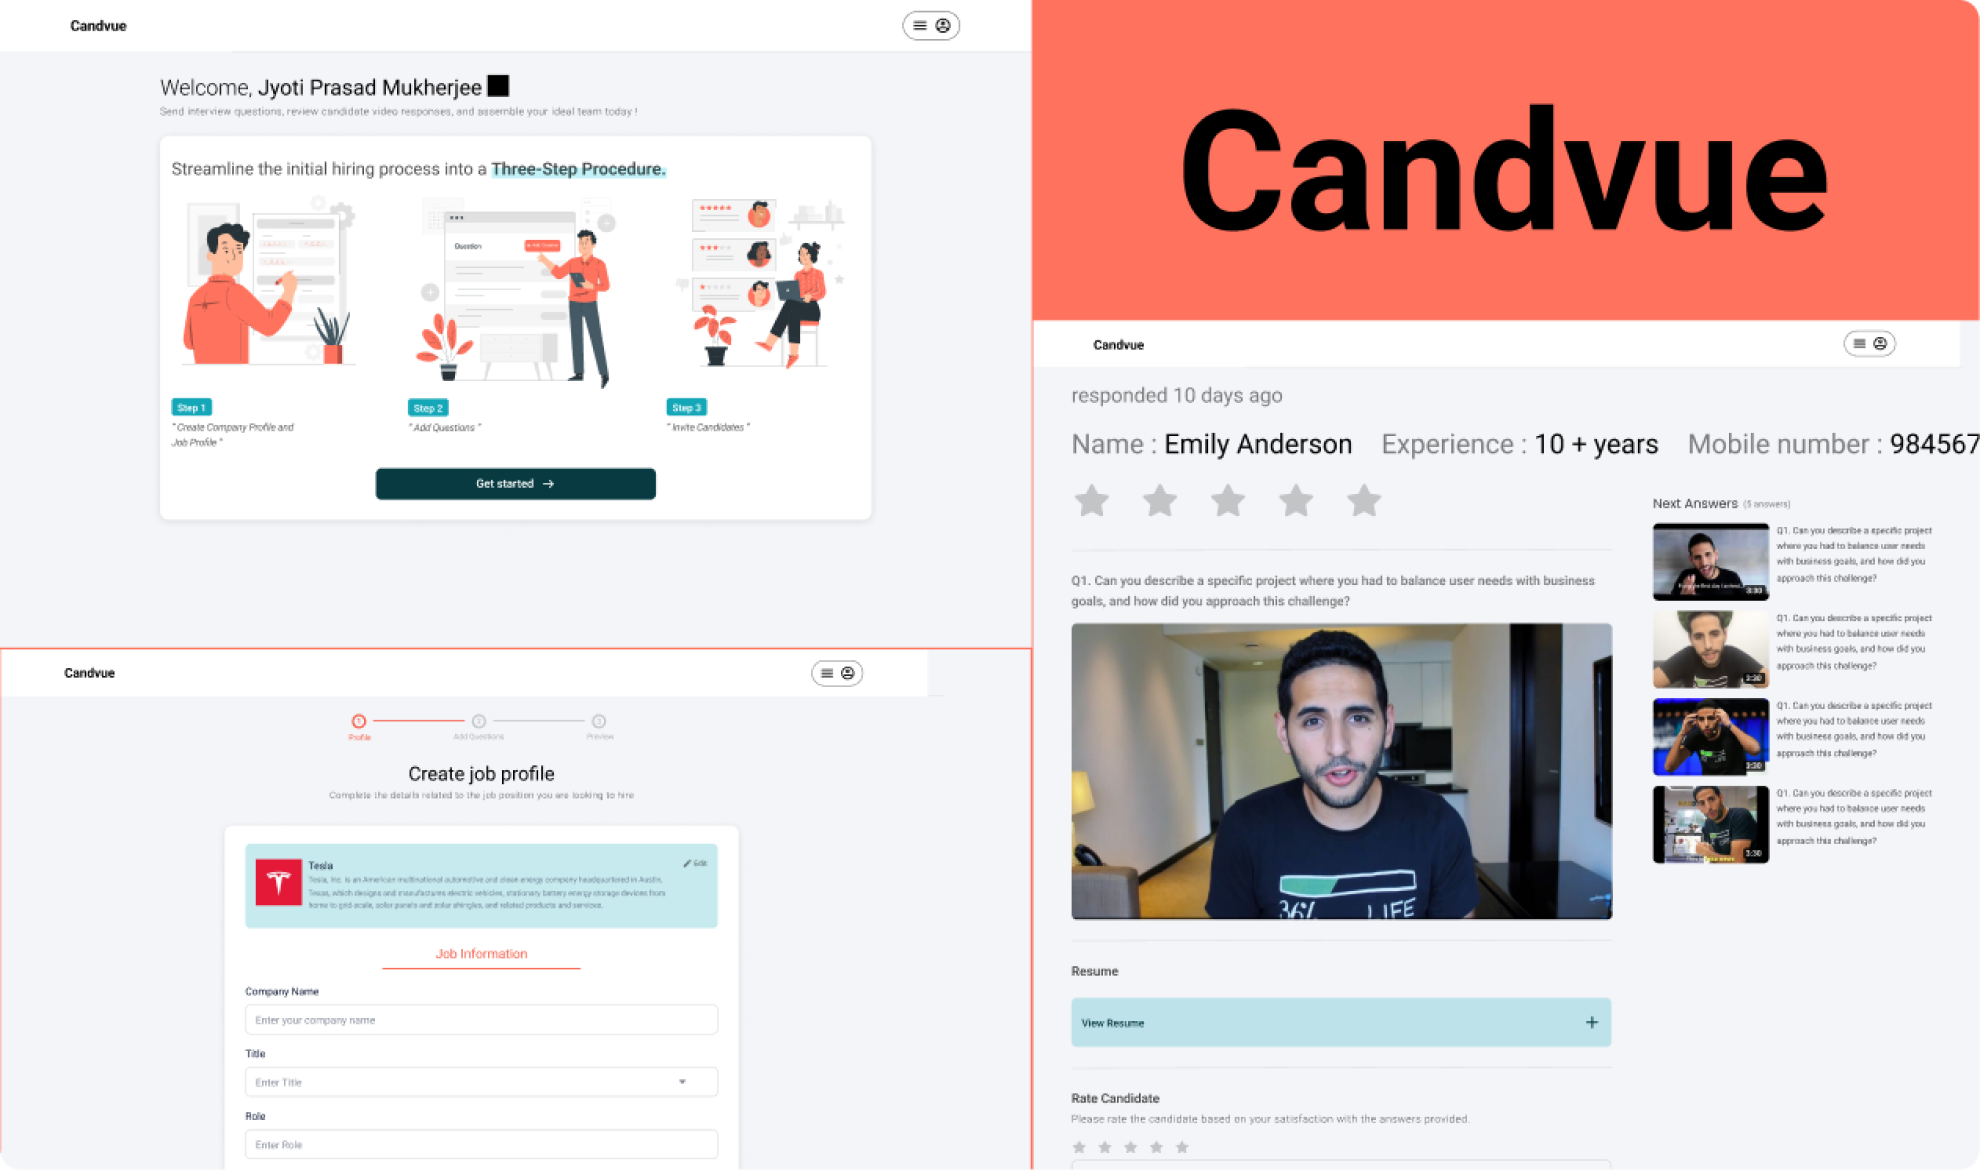 Candvue
Welcome, Jyoti Prasad Mukherjee
Send interview questions, review candidate video responses, and assemble your ideal team today !
Streamline the initial hiring process into a Three-Step Procedure.
Question
Step 1
" Create Company Profile and
Job Profile "
Step 2
" Add Questions "
Step 3
" Invite Candidates "
Get started →
Candvue
Candvue
responded 10 days ago
Name : Emily Anderson Experience : 10 + years Mobile number : 984567
Next Answers (5 answers)
Q1. Can you describe a specific project where you had to balance user needs with business
goals, and how did you approach this challenge?
36/ LIFE
Q1. Can you describe a specific project
where you had to balance user needs
with business goals, and how did you
approach this challenge?
3:30
Q1. Can you describe a specific project
where you had to balance user needs
with business goals, and how did you
approach this challenge?
3:30
Q1. Can you describe a specific project
where you had to balance user needs
with business goals, and how did you
approach this challenge?
3:30
Q1. Can you describe a specific project
where you had to balance user needs
with business goals, and how did you
approach this challenge?
3:30
Resume
View Resume +
Rate Candidate
Please rate the candidate based on your satisfaction with the answers provided.
Candvue
1 2 3
Profile Add Questions Preview
Create job profile
Complete the details related to the job position you are looking to hire
Tesla
Edit
Tesla, Inc. is an American multinational automotive and clean energy company headquartered in Austin,
Texas, which designs and manufactures electric vehicles, stationary battery energy storage devices from
home to grid-scale, solar panels and solar shingles, and related products and services.
Job Information
Company Name
Enter your company name
Title
Enter Title
Role
Enter Role